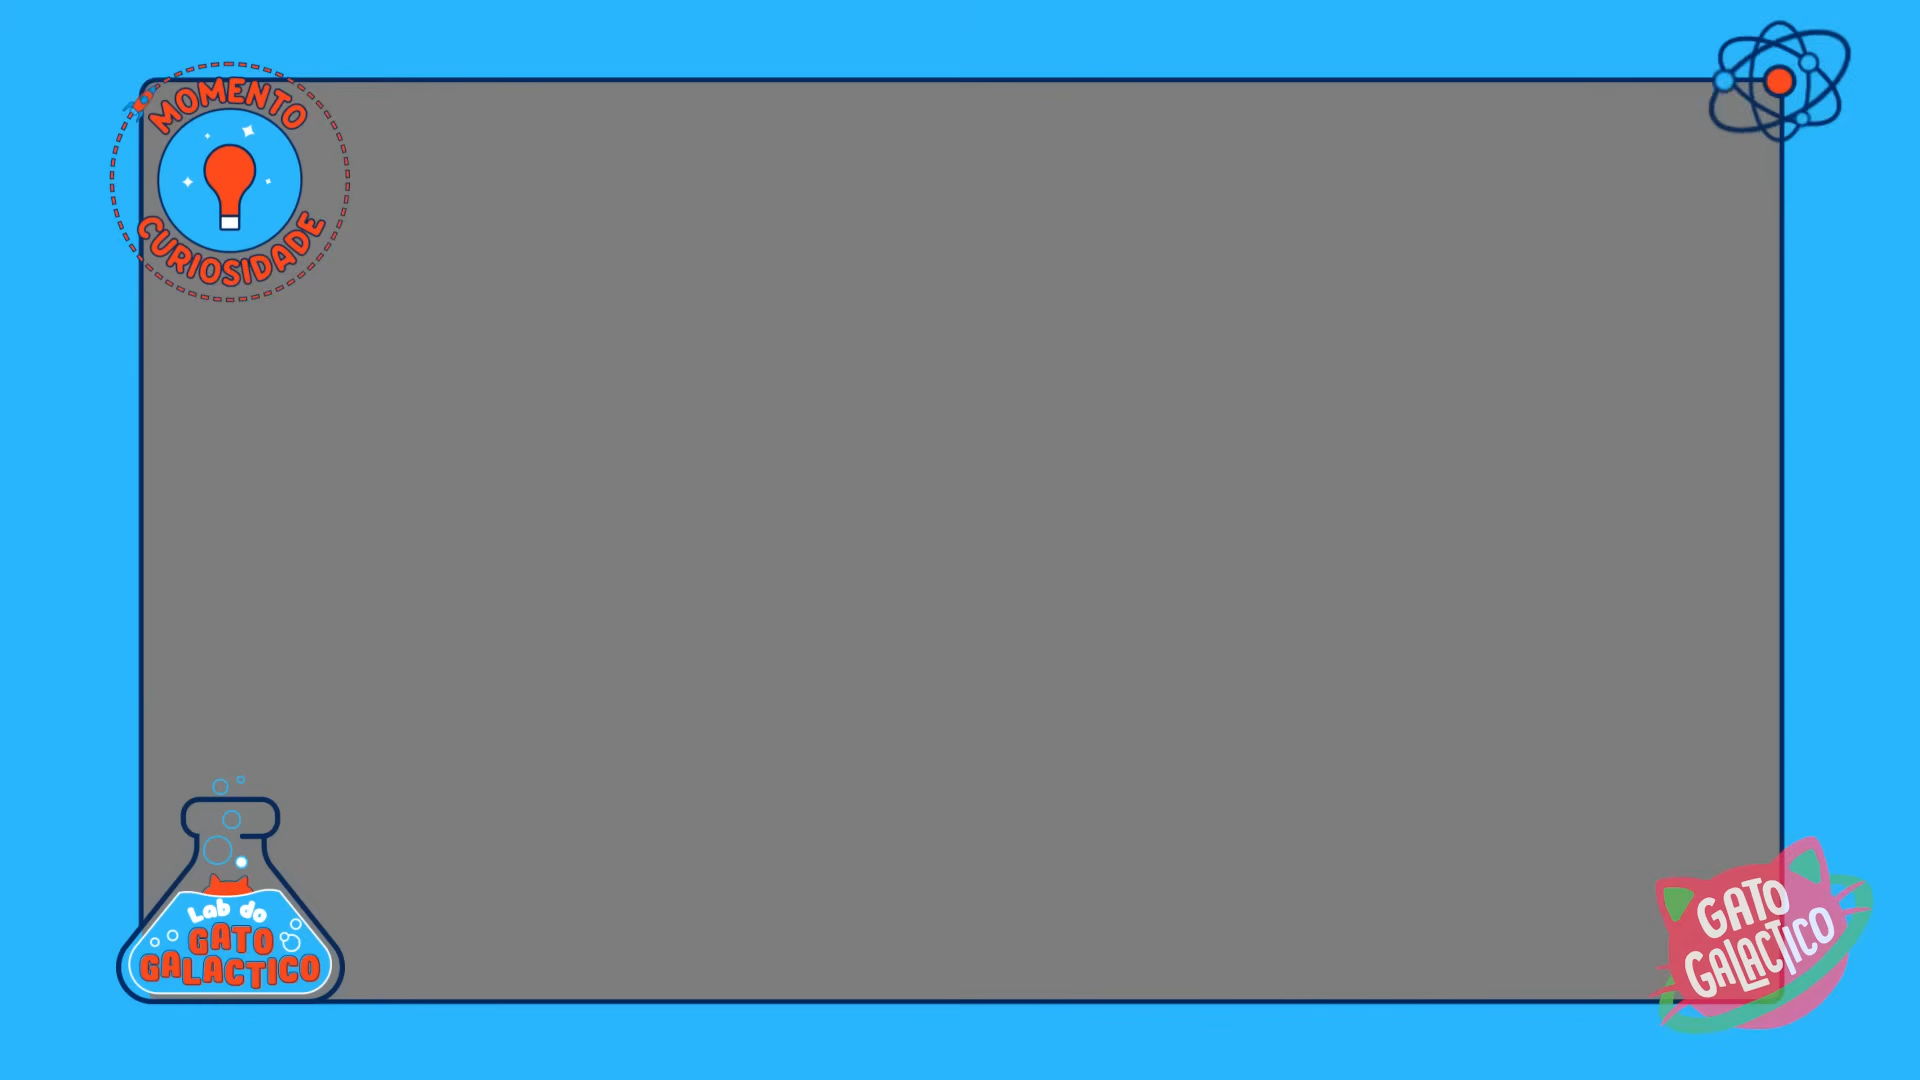 MOMENTO
CURIOSIDADE
Lab do
GATO
GALACTICO
GATO
GALACTICO